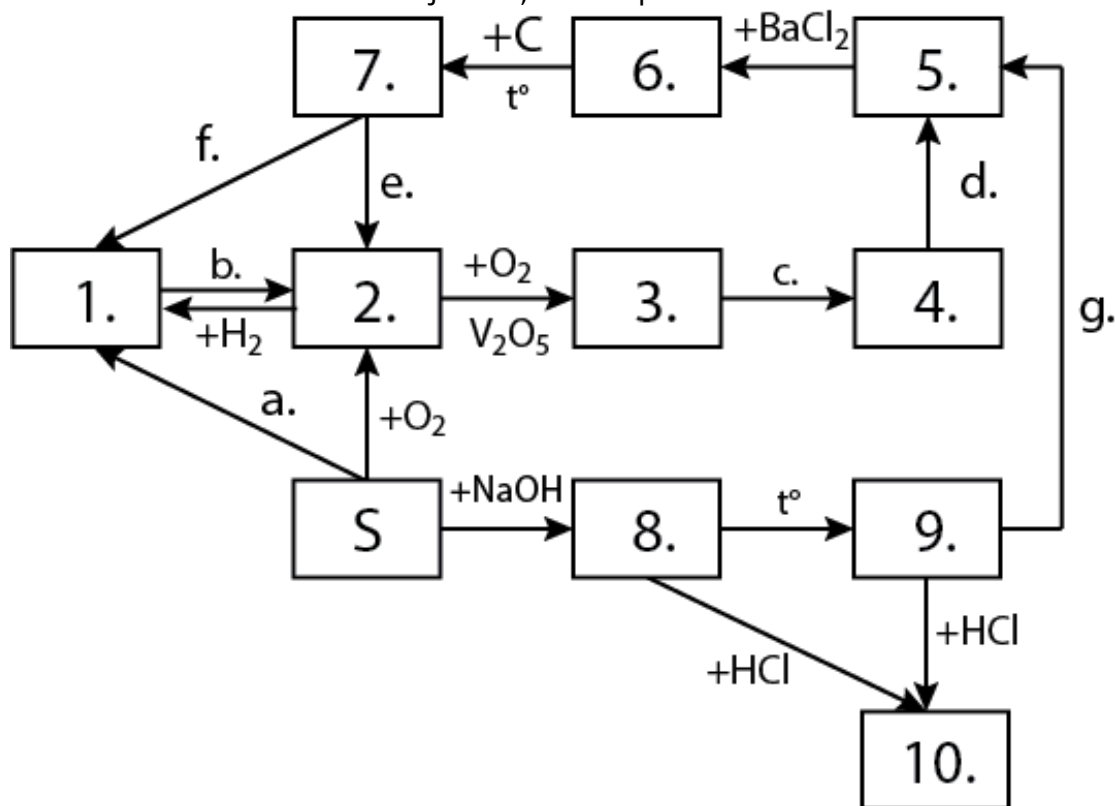 7.
+C
t°
6.
+BaCl₂
5.
f.
e.
d.
g.
1.
b.
+H₂
2.
+O₂
V₂O₅
3.
c.
4.
a.
+O₂
S
+NaOH
8.
t°
9.
+HCl
+HCl
10.